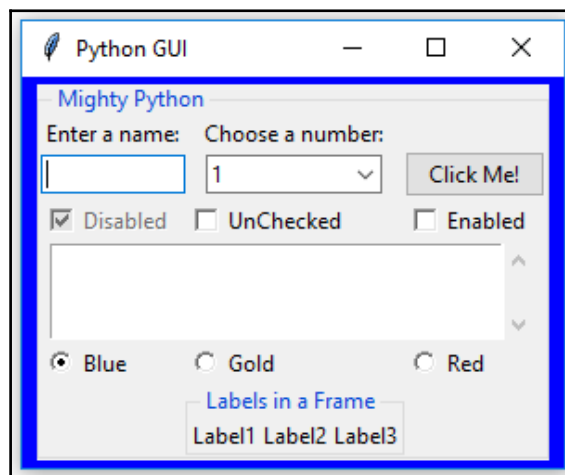 Python GUI
Mighty Python
Enter a name: Choose a number:
1 Click Me!
Disabled UnChecked Enabled
Blue Gold Red
Labels in a Frame
Label1 Label2 Label3